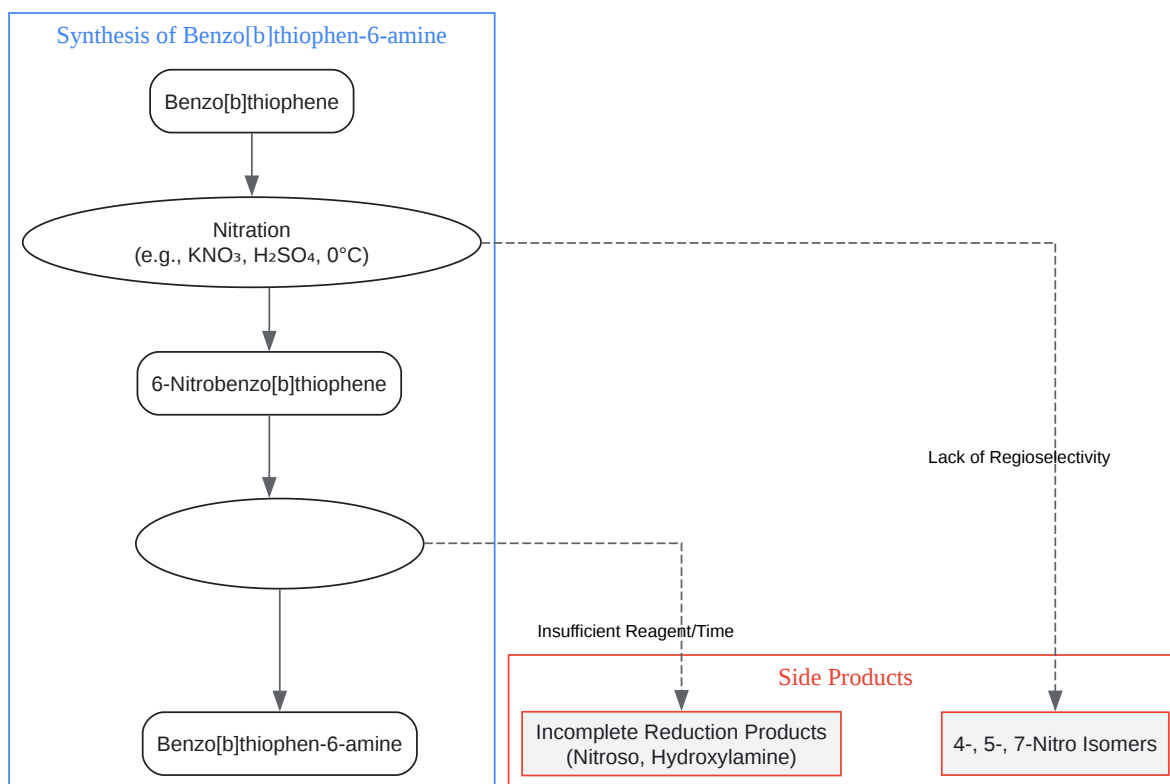 Synthesis of Benzo[b]thiophen-6-amine
Benzo[b]thiophene
Nitration
(e.g., KNO₃, H₂SO₄, 0°C)
6-Nitrobenzo[b]thiophene
Lack of Regioselectivity
Insufficient Reagent/Time
Side Products
Incomplete Reduction Products
(Nitroso, Hydroxylamine)
4-, 5-, 7-Nitro Isomers
Benzo[b]thiophen-6-amine